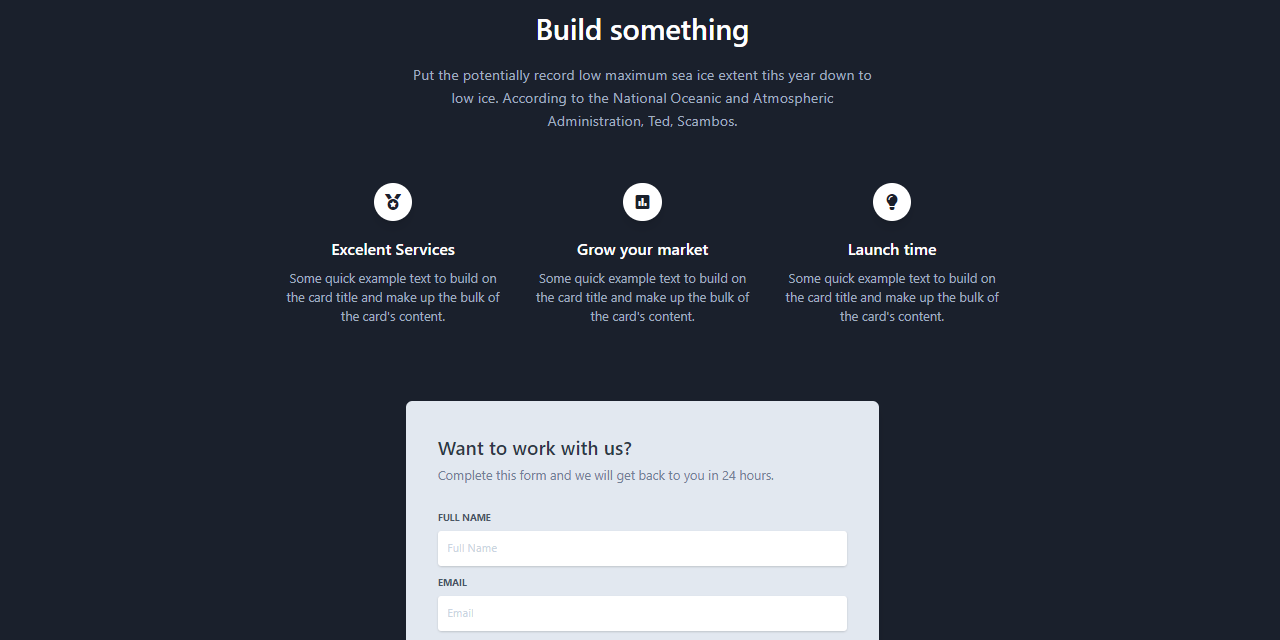 Build something
Put the potentially record low maximum sea ice extent tihs year down to
low ice. According to the National Oceanic and Atmospheric
Administration, Ted, Scambos.
Excelent Services
Some quick example text to build on
the card title and make up the bulk of
the card's content.
Grow your market
Some quick example text to build on
the card title and make up the bulk of
the card's content.
Launch time
Some quick example text to build on
the card title and make up the bulk of
the card's content.
Want to work with us?
Complete this form and we will get back to you in 24 hours.
FULL NAME
Full Name
EMAIL
Email